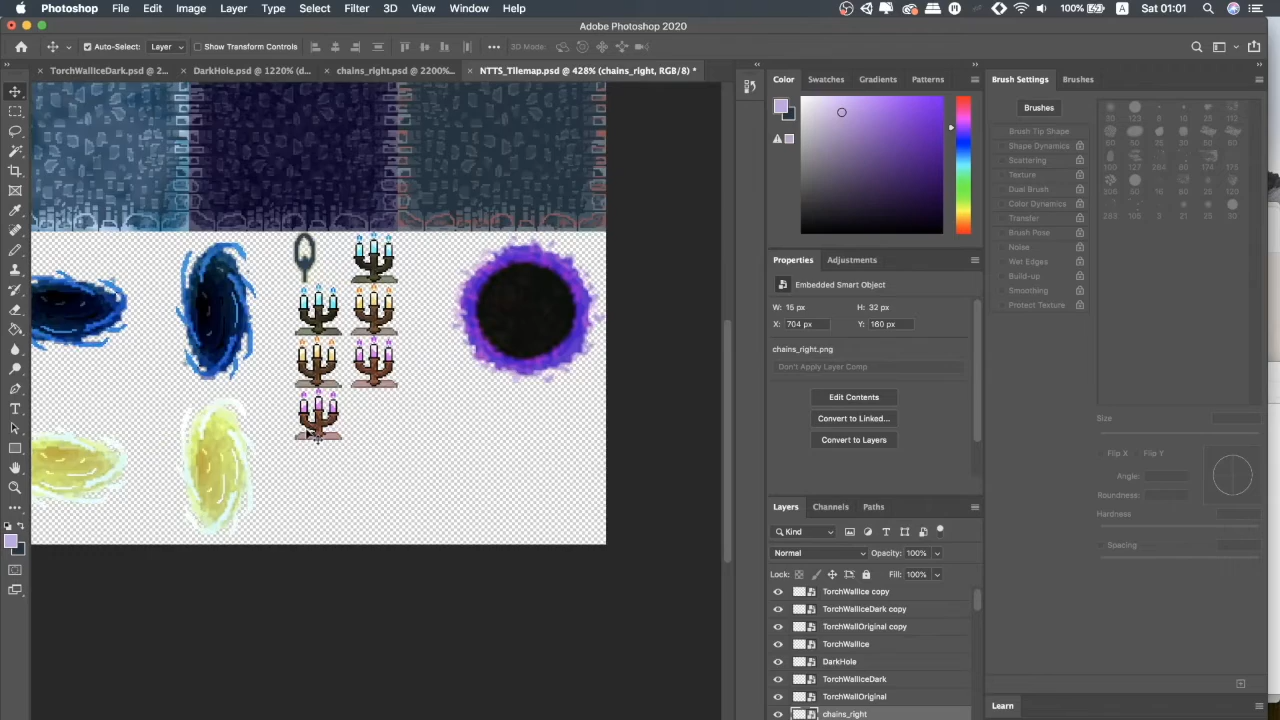 Photoshop File Edit Image Layer Type Select Filter 3D View Window Help 100% A Sat 01:01
Adobe Photoshop 2020
Auto-Select: Layer Show Transform Controls ••• 3D Mode:
TorchWallIceDark.psd @ 2... DarkHole.psd @ 1220% (d... chains_right.psd @ 2200%... NTTS_Tilemap.psd @ 428% (chains_right, RGB/8) *
Color Swatches Gradients Patterns
Properties Adjustments
Embedded Smart Object
W: 15 px H: 32 px
X: 704 px Y: 160 px
chains_right.png
Don't Apply Layer Comp
Edit Contents
Convert to Linked...
Convert to Layers
Layers Channels Paths
Kind
Normal Opacity: 100%
Lock: Fill: 100%
TorchWallIce copy
TorchWallIceDark copy
TorchWallOriginal copy
TorchWallIce
DarkHole
TorchWallIceDark
TorchWallOriginal
chains_right
Brush Settings Brushes
Brushes
Brush Tip Shape
Shape Dynamics
Scattering
Texture
Dual Brush
Color Dynamics
Transfer
Brush Pose
Noise
Wet Edges
Build-up
Smoothing
Protect Texture
Size
Flip X Flip Y
Angle:
Roundness:
Hardness
Spacing
Learn